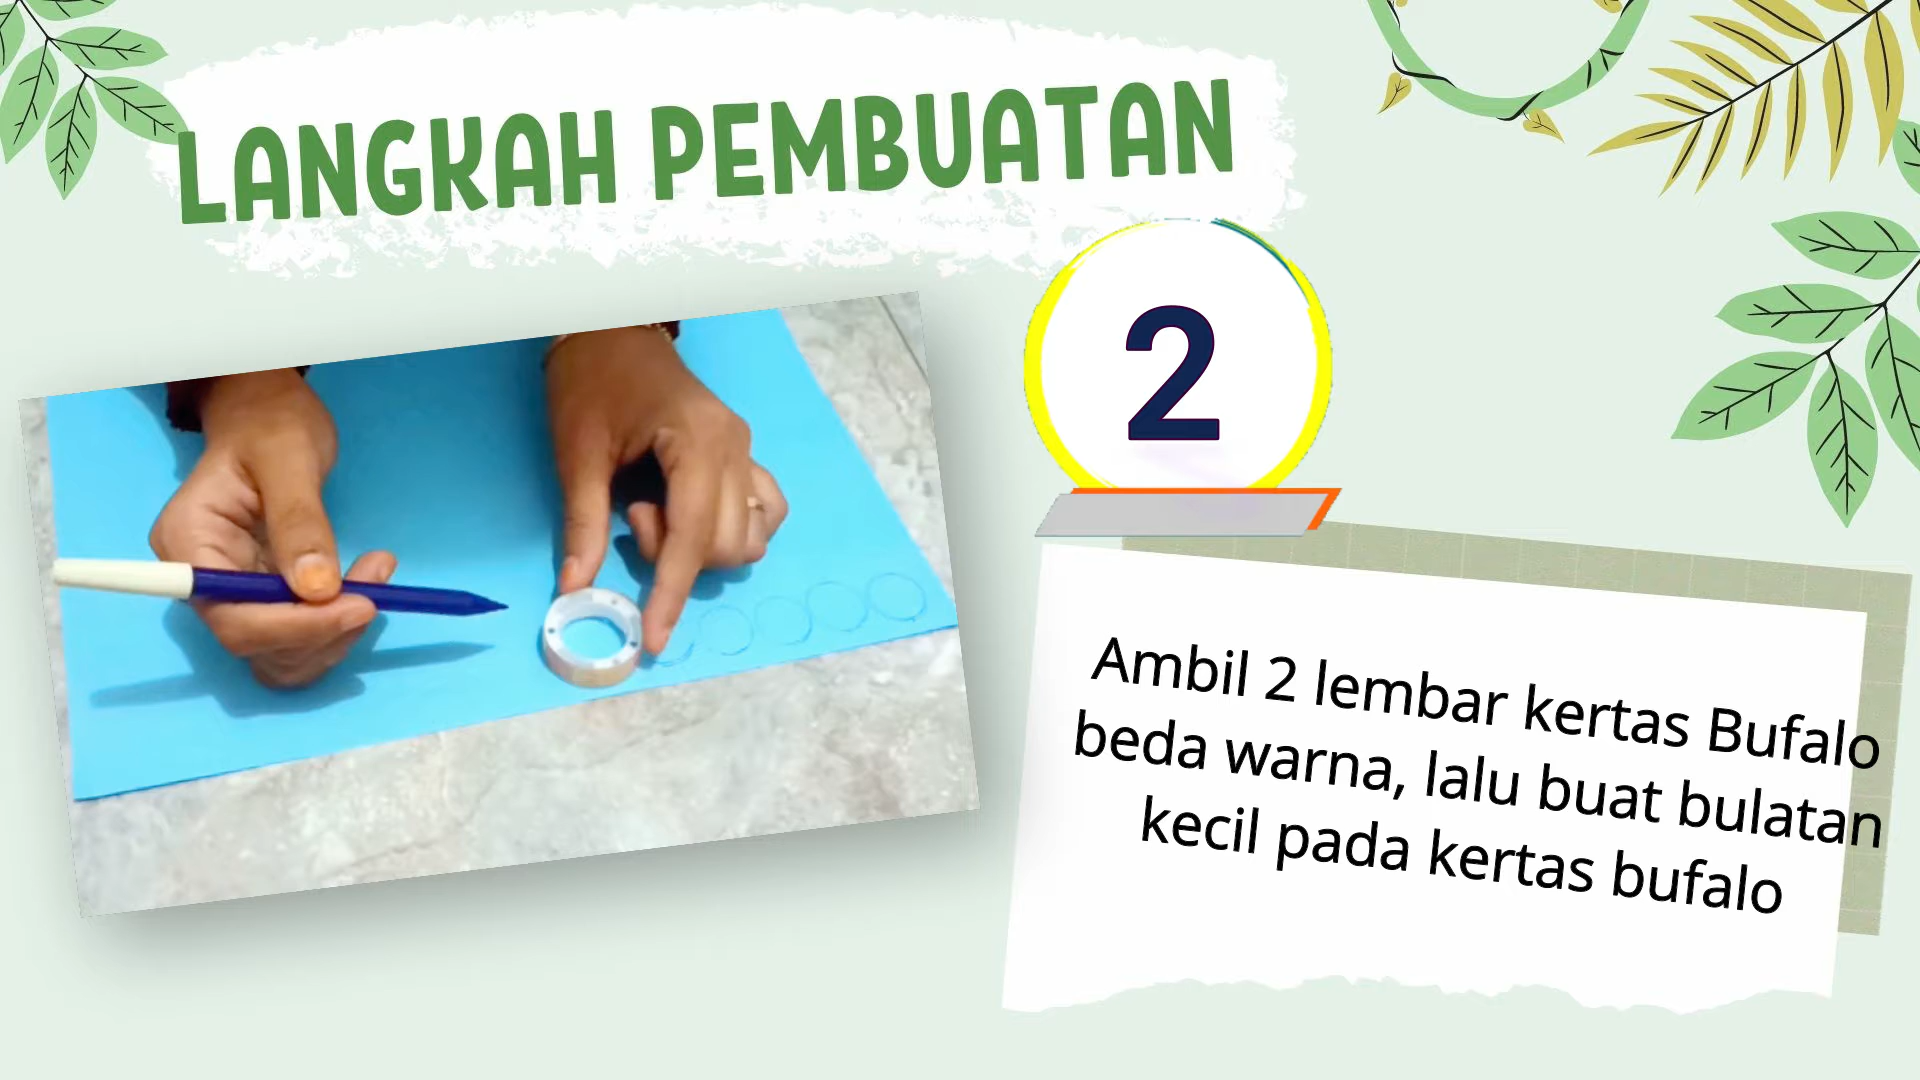 LANGKAH PEMBUATAN
2
Ambil 2 lembar kertas Bufalo
beda warna, lalu buat bulatan
kecil pada kertas bufalo